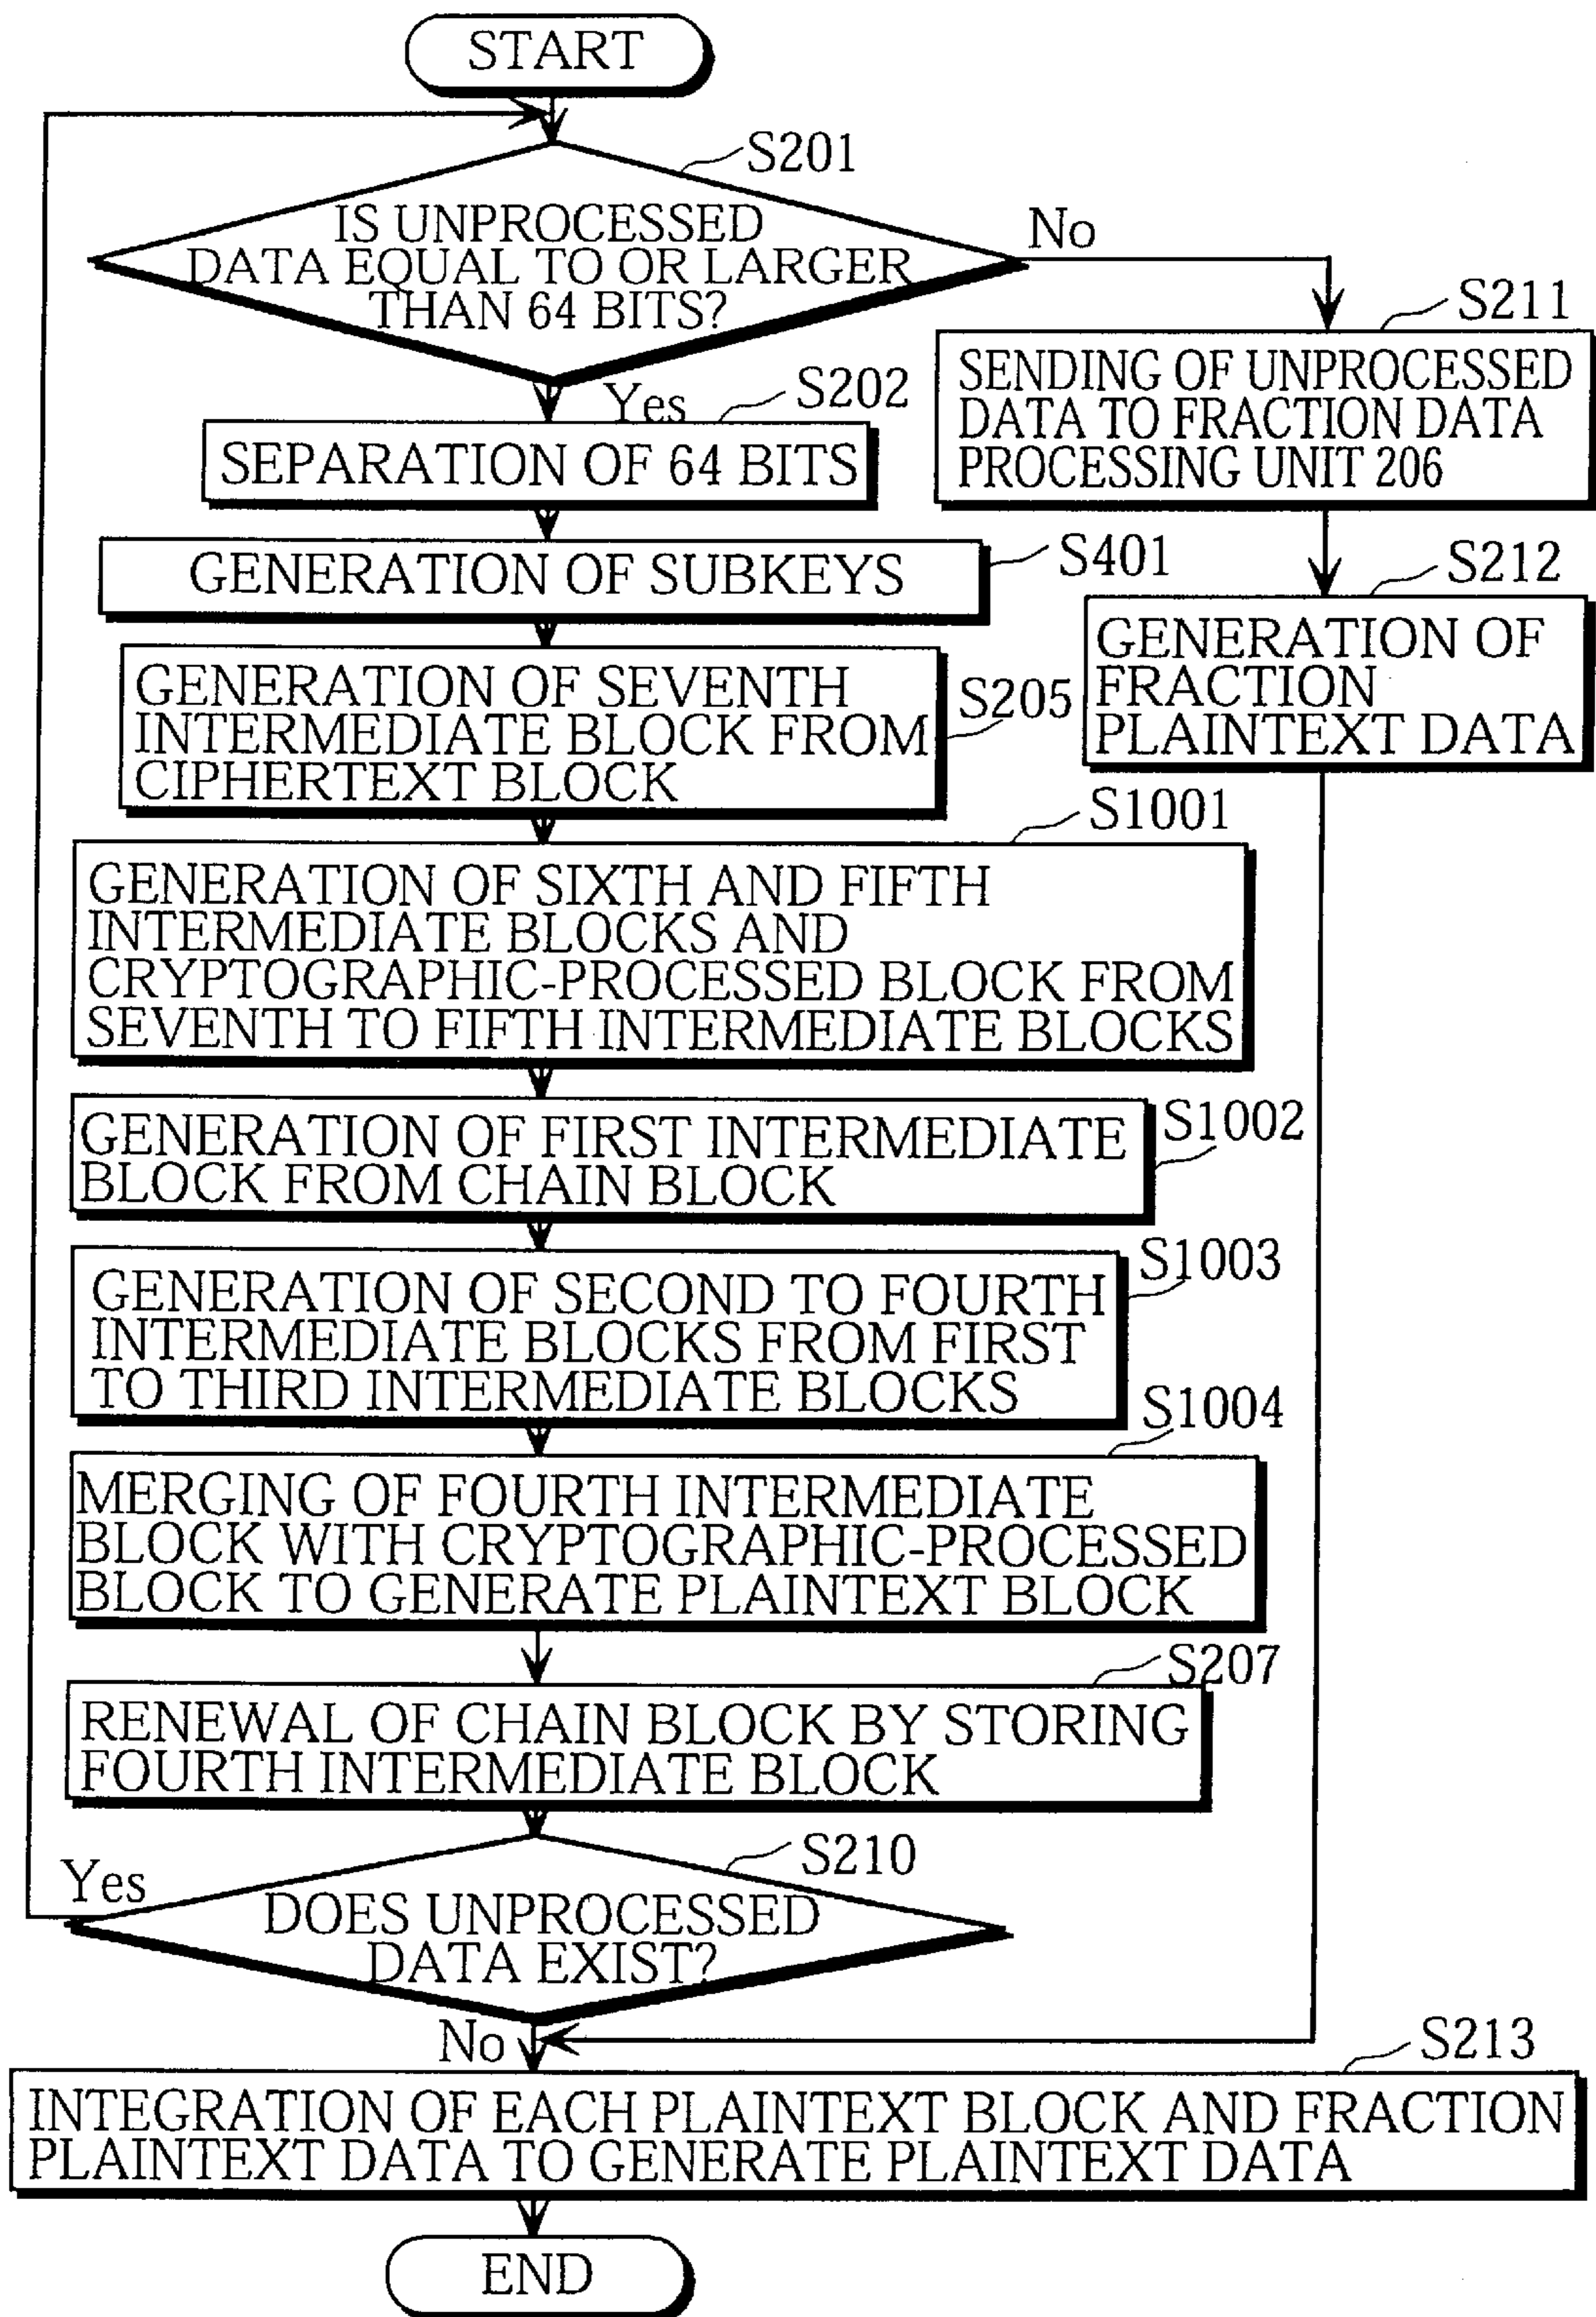 START
S201
IS UNPROCESSED
DATA EQUAL TO OR LARGER
THAN 64 BITS?
No
Yes
S202
SEPARATION OF 64 BITS
S211
SENDING OF UNPROCESSED
DATA TO FRACTION DATA
PROCESSING UNIT 206
GENERATION OF SUBKEYS
S401
S212
GENERATION OF
FRACTION
PLAINTEXT DATA
GENERATION OF SEVENTH
INTERMEDIATE BLOCK FROM
CIPHERTEXT BLOCK
S205
S1001
GENERATION OF SIXTH AND FIFTH
INTERMEDIATE BLOCKS AND
CRYPTOGRAPHIC-PROCESSED BLOCK FROM
SEVENTH TO FIFTH INTERMEDIATE BLOCKS
S1002
GENERATION OF FIRST INTERMEDIATE
BLOCK FROM CHAIN BLOCK
S1003
GENERATION OF SECOND TO FOURTH
INTERMEDIATE BLOCKS FROM FIRST
TO THIRD INTERMEDIATE BLOCKS
S1004
MERGING OF FOURTH INTERMEDIATE
BLOCK WITH CRYPTOGRAPHIC-PROCESSED
BLOCK TO GENERATE PLAINTEXT BLOCK
S207
RENEWAL OF CHAIN BLOCK BY STORING
FOURTH INTERMEDIATE BLOCK
S210
Yes
DOES UNPROCESSED
DATA EXIST?
No
S213
INTEGRATION OF EACH PLAINTEXT BLOCK AND FRACTION
PLAINTEXT DATA TO GENERATE PLAINTEXT DATA
END